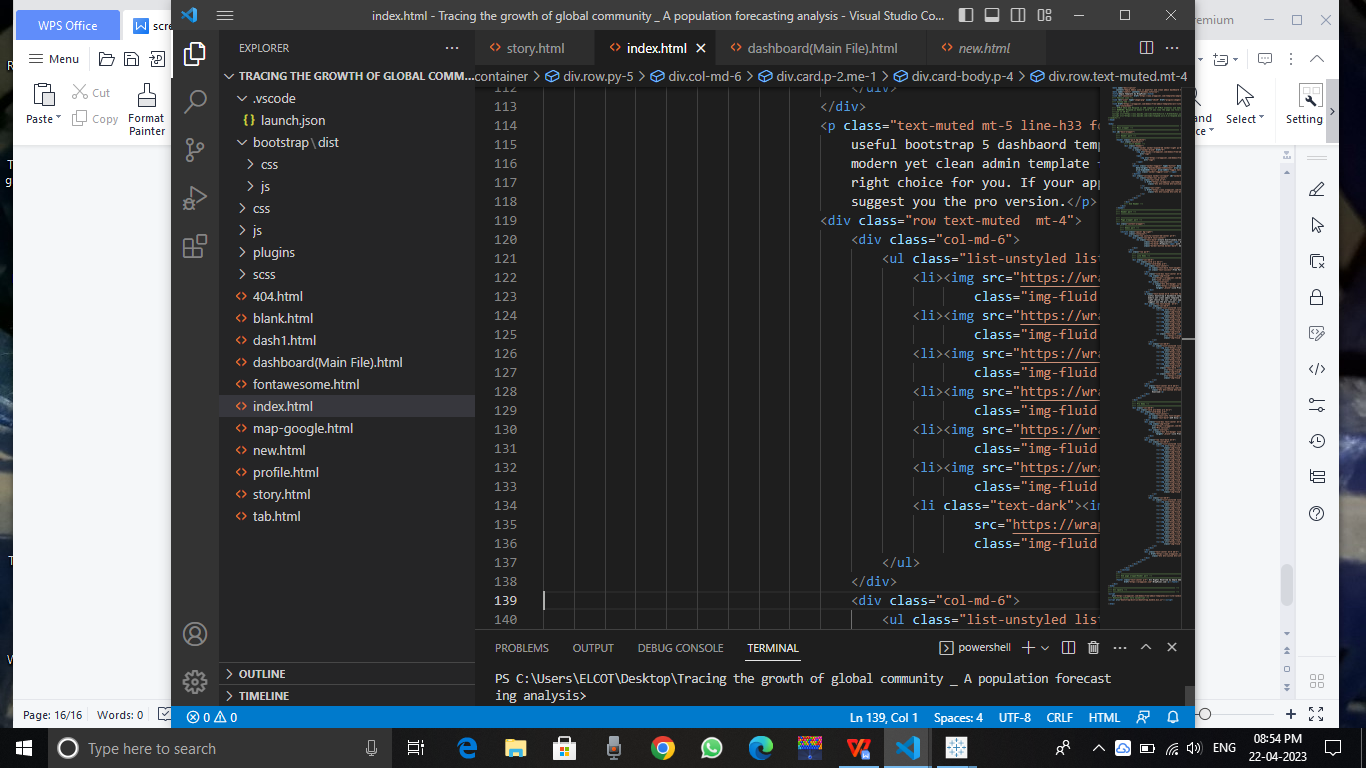 WPS Office
scre
Menu
Paste
Cut
Copy
Format
Painter
index.html - Tracing the growth of global community _ A population forecasting analysis - Visual Studio Co...
remium
Select
Setting
EXPLORER
TRACING THE GROWTH OF GLOBAL COMM...
.vscode
launch.json
bootstrap\dist
css
js
css
js
plugins
scss
404.html
blank.html
dash1.html
dashboard(Main File).html
fontawesome.html
index.html
map-google.html
new.html
profile.html
story.html
tab.html
OUTLINE
TIMELINE
story.html index.html dashboard(Main File).html new.html
container > div.row.py-5 > div.col-md-6 > div.card.p-2.me-1 > div.card-body.p-4 > div.row.text-muted.mt-4
112 </div>
113 </div>
114 <p class="text-muted mt-5 line-h33 fo
115 useful bootstrap 5 dashbaord temp
116 modern yet clean admin template
117 right choice for you. If your app
118 suggest you the pro version.</p>
119 <div class="row text-muted  mt-4">
120 <div class="col-md-6">
121 <ul class="list-unstyled list
122 <li><img src="https://wra
123 class="img-fluid
124 <li><img src="https://wra
125 class="img-fluid
126 <li><img src="https://wra
127 class="img-fluid
128 <li><img src="https://wra
129 class="img-fluid
130 <li><img src="https://wra
131 class="img-fluid
132 <li><img src="https://wra
133 class="img-fluid
134 <li class="text-dark"><im
135 src="https://wrap
136 class="img-fluid
137 </ul>
138 </div>
139 <div class="col-md-6">
140 <ul class="list-unstyled list
PROBLEMS OUTPUT DEBUG CONSOLE TERMINAL powershell
PS C:\Users\ELCOT\Desktop\Tracing the growth of global community _ A population forecast
ing analysis>
0 0 Ln 139, Col 1 Spaces: 4 UTF-8 CRLF HTML
Page: 16/16 Words: 0
Type here to search
ENG
08:54 PM
22-04-2023